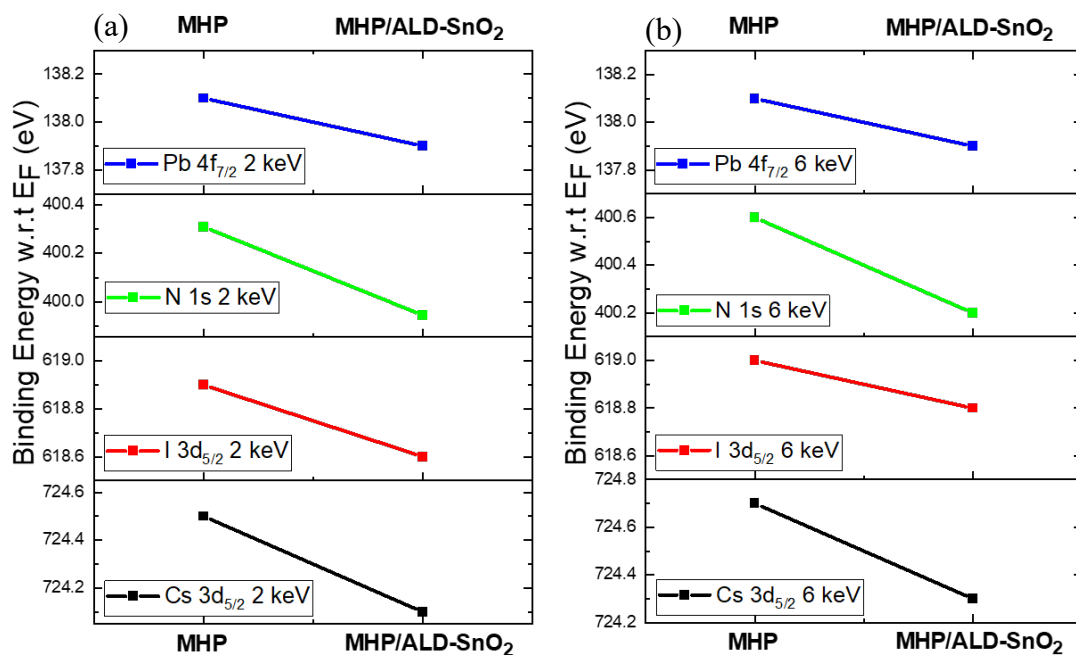 (a)
MHP MHP/ALD-SnO₂
Binding Energy w.r.t E_F (eV)
138.2
138.0
137.8
Pb 4f₇/₂ 2 keV
400.4
400.2
400.0
N 1s 2 keV
619.0
618.8
618.6
I 3d₅/₂ 2 keV
724.6
724.4
724.2
Cs 3d₅/₂ 2 keV
MHP MHP/ALD-SnO₂
(b)
MHP MHP/ALD-SnO₂
Binding Energy w.r.t E_F (eV)
138.2
138.0
137.8
Pb 4f₇/₂ 6 keV
400.6
400.4
400.2
N 1s 6 keV
619.0
618.8
618.6
I 3d₅/₂ 6 keV
724.8
724.6
724.4
724.2
Cs 3d₅/₂ 6 keV
MHP MHP/ALD-SnO₂